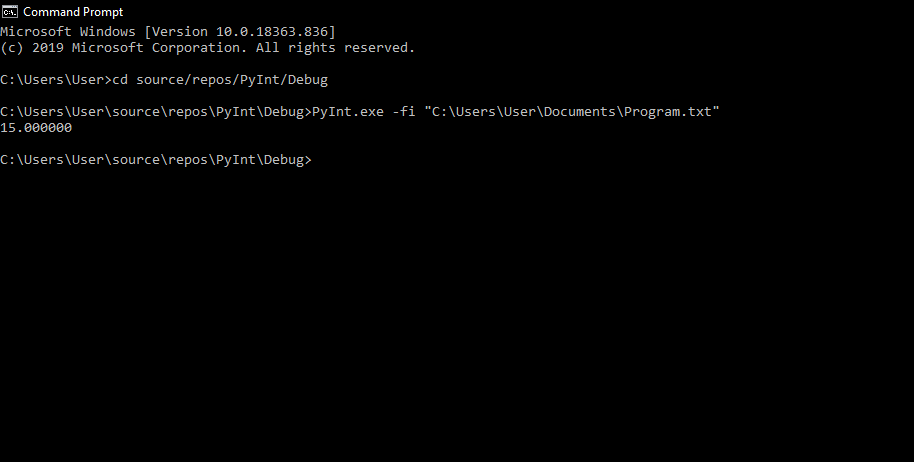 Command Prompt
Microsoft Windows [Version 10.0.18363.836]
(c) 2019 Microsoft Corporation. All rights reserved.
C:\Users\User>cd source/repos/PyInt/Debug
C:\Users\User\source\repos\PyInt\Debug>PyInt.exe -fi "C:\Users\User\Documents\Program.txt"
15.000000
C:\Users\User\source\repos\PyInt\Debug>